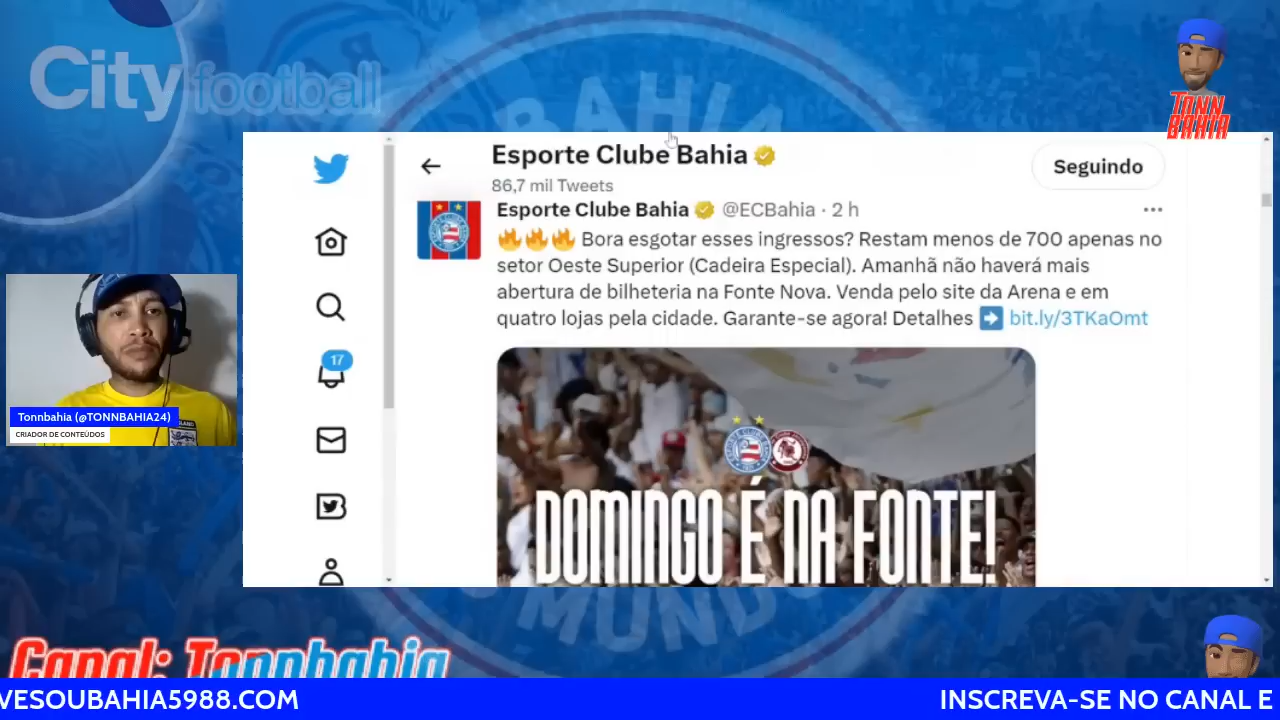 City football
TONN
BAHIA
BAHIA
Esporte Clube Bahia
86,7 mil Tweets
Seguindo
Esporte Clube Bahia @ECBahia · 2 h
🔥🔥🔥 Bora esgotar esses ingressos? Restam menos de 700 apenas no
setor Oeste Superior (Cadeira Especial). Amanhã não haverá mais
abertura de bilheteria na Fonte Nova. Venda pelo site da Arena e em
quatro lojas pela cidade. Garante-se agora! Detalhes ➡️ bit.ly/3TKaOmt
17
DOMINGO É NA FONTE!
Tonnbahia (@TONNBAHIA24)
CRIADOR DE CONTEÚDOS
MUNDO
Canal: Tonnbahia
VESOUBAHIA5988.COM
INSCREVA-SE NO CANAL E